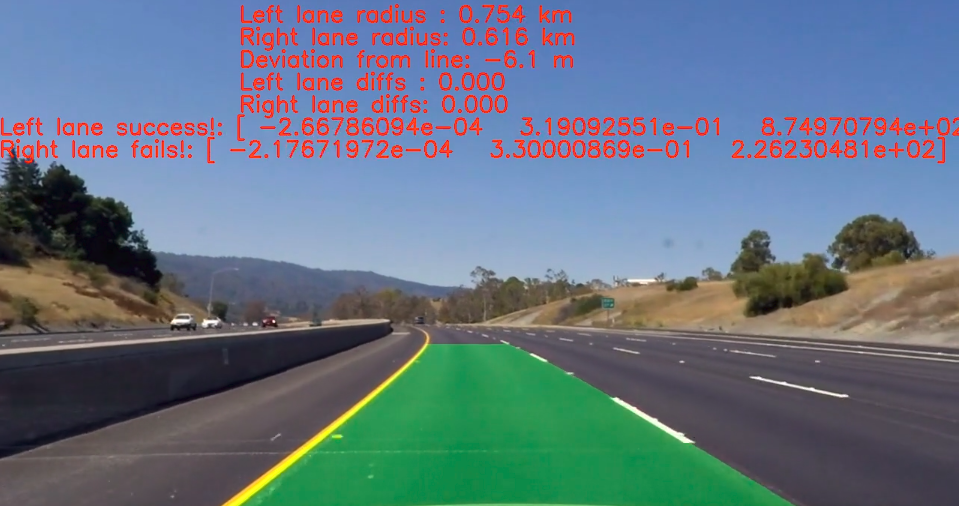 Left lane radius : 0.754 km
Right lane radius: 0.616 km
Deviation from line: −6.1 m
Left lane diffs : 0.000
Right lane diffs: 0.000
Left lane success!: [ −2.66786094e−04 3.19092551e−01 8.74970794e+02
Right lane fails!: [ −2.17671972e−04 3.30000869e−01 2.26230481e+02]